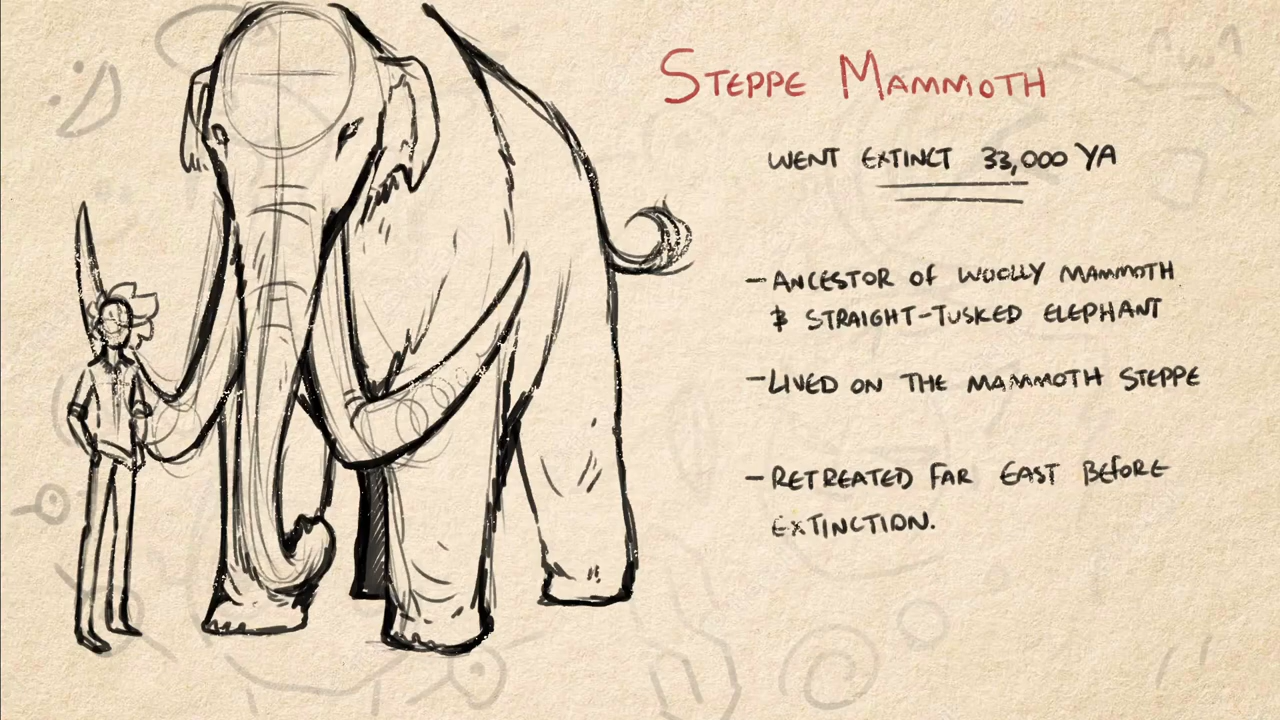 STEPPE MAMMOTH
WENT EXTINCT 33,000 YA
- ANCESTOR OF WOOLLY MAMMOTH
& STRAIGHT-TUSKED ELEPHANT
- LIVED ON THE MAMMOTH STEPPE
- RETREATED FAR EAST BEFORE
EXTINCTION.